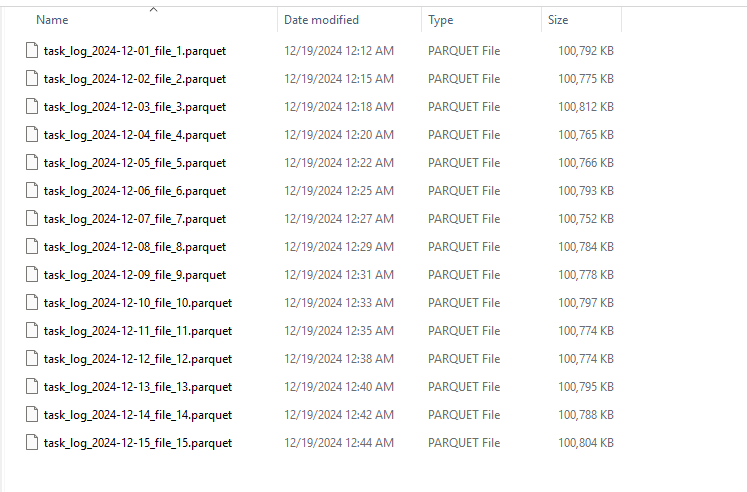 Name Date modified Type Size
task_log_2024-12-01_file_1.parquet 12/19/2024 12:12 AM PARQUET File 100,792 KB
task_log_2024-12-02_file_2.parquet 12/19/2024 12:15 AM PARQUET File 100,775 KB
task_log_2024-12-03_file_3.parquet 12/19/2024 12:18 AM PARQUET File 100,812 KB
task_log_2024-12-04_file_4.parquet 12/19/2024 12:20 AM PARQUET File 100,765 KB
task_log_2024-12-05_file_5.parquet 12/19/2024 12:22 AM PARQUET File 100,766 KB
task_log_2024-12-06_file_6.parquet 12/19/2024 12:25 AM PARQUET File 100,793 KB
task_log_2024-12-07_file_7.parquet 12/19/2024 12:27 AM PARQUET File 100,752 KB
task_log_2024-12-08_file_8.parquet 12/19/2024 12:29 AM PARQUET File 100,784 KB
task_log_2024-12-09_file_9.parquet 12/19/2024 12:31 AM PARQUET File 100,778 KB
task_log_2024-12-10_file_10.parquet 12/19/2024 12:33 AM PARQUET File 100,797 KB
task_log_2024-12-11_file_11.parquet 12/19/2024 12:35 AM PARQUET File 100,774 KB
task_log_2024-12-12_file_12.parquet 12/19/2024 12:38 AM PARQUET File 100,774 KB
task_log_2024-12-13_file_13.parquet 12/19/2024 12:40 AM PARQUET File 100,795 KB
task_log_2024-12-14_file_14.parquet 12/19/2024 12:42 AM PARQUET File 100,788 KB
task_log_2024-12-15_file_15.parquet 12/19/2024 12:44 AM PARQUET File 100,804 KB